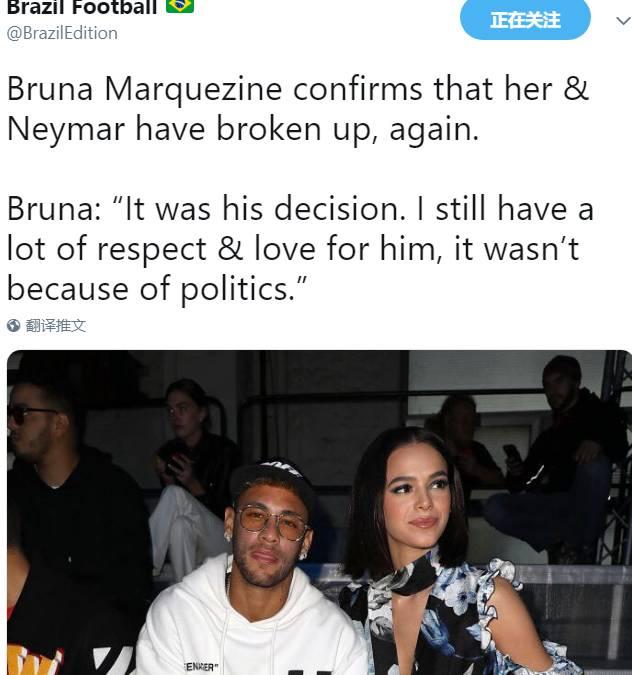 Brazil Football
@BrazilEdition
正在关注
Bruna Marquezine confirms that her &
Neymar have broken up, again.
Bruna: “It was his decision. I still have a
lot of respect & love for him, it wasn’t
because of politics.”
翻译推文
EENAGER"